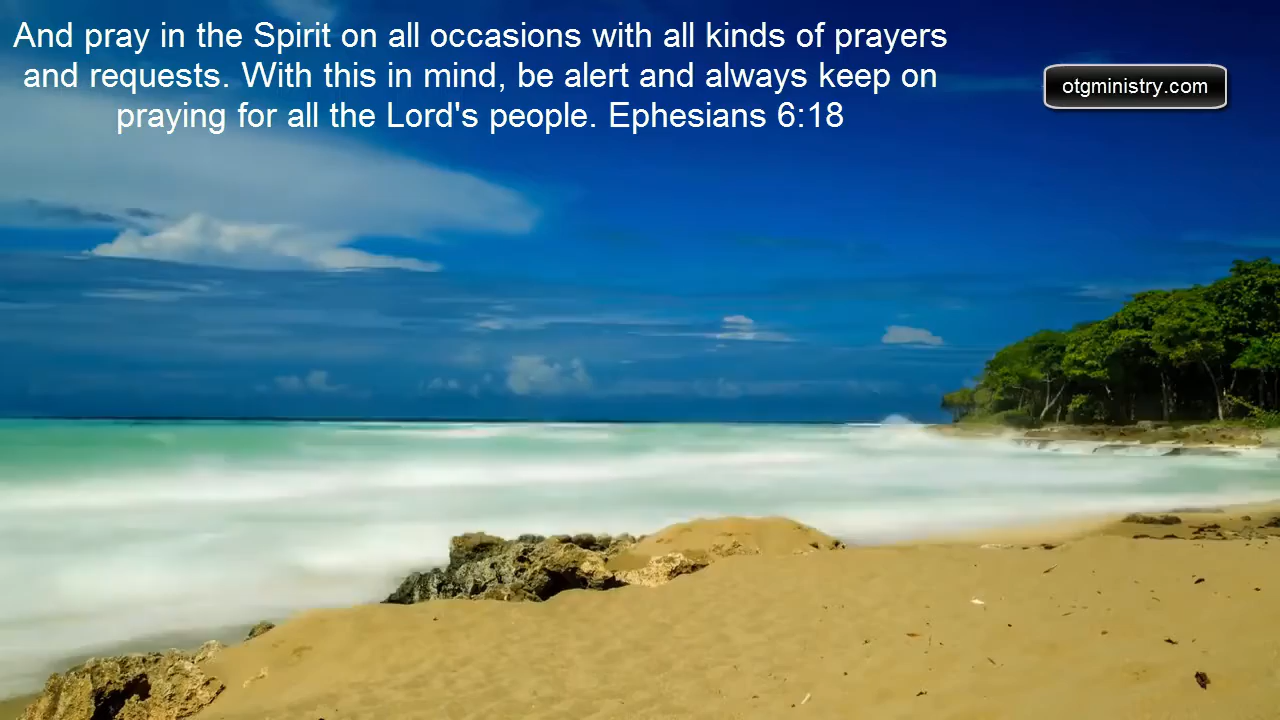 And pray in the Spirit on all occasions with all kinds of prayers
and requests. With this in mind, be alert and always keep on
praying for all the Lord's people. Ephesians 6:18
otgministry.com